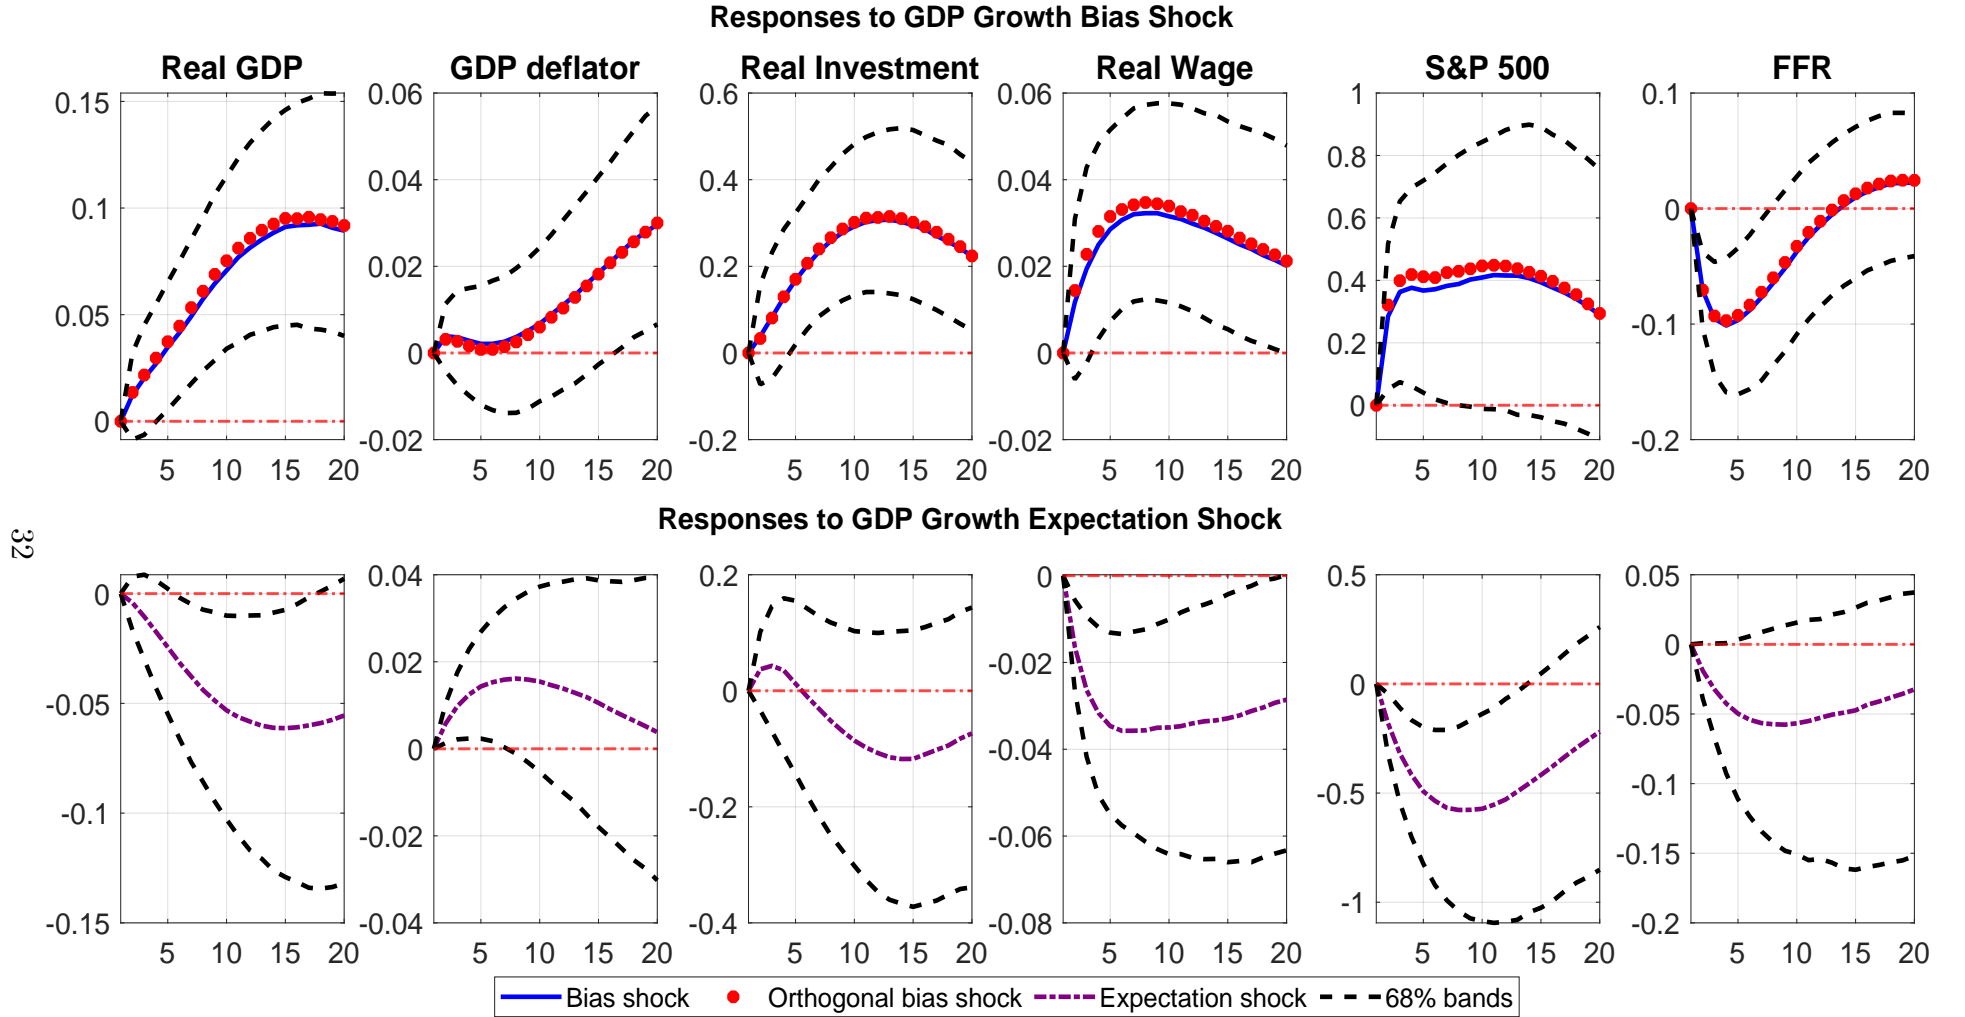 Responses to GDP Growth Bias Shock
Real GDP GDP deflator Real Investment Real Wage S&P 500 FFR
0.15 0.1 0.05 0
5 10 15 20
0.06 0.04 0.02 0 -0.02
5 10 15 20
0.6 0.4 0.2 0 -0.2
5 10 15 20
0.06 0.04 0.02 0 -0.02
5 10 15 20
1 0.8 0.6 0.4 0.2 0
5 10 15 20
0.1 0 -0.1 -0.2
5 10 15 20
32
Responses to GDP Growth Expectation Shock
0 -0.05 -0.1 -0.15
5 10 15 20
0.04 0.02 0 -0.02 -0.04
5 10 15 20
0.2 0 -0.2 -0.4
5 10 15 20
0 -0.02 -0.04 -0.06 -0.08
5 10 15 20
0.5 0 -0.5 -1
5 10 15 20
0.05 0 -0.05 -0.1 -0.15 -0.2
5 10 15 20
Bias shock Orthogonal bias shock Expectation shock 68% bands